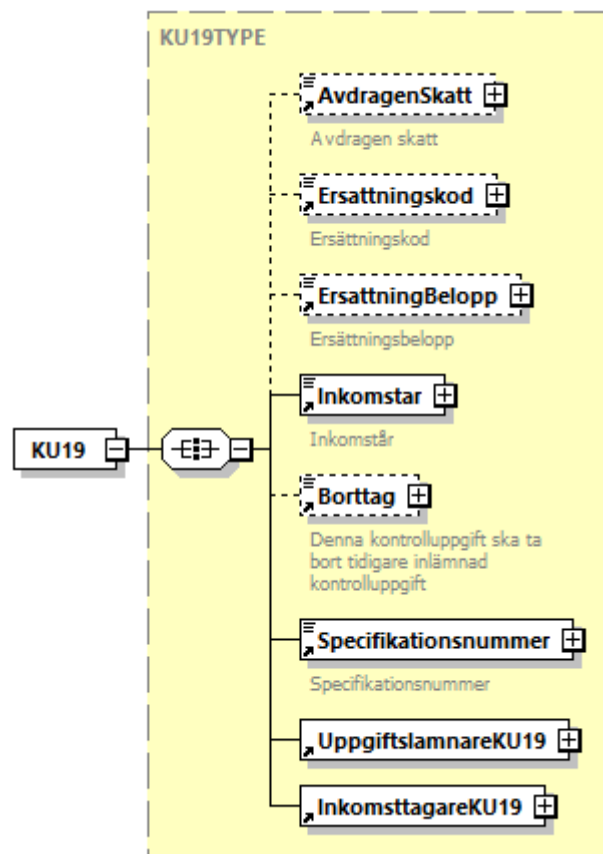 KU19TYPE
AvdragenSkatt
Avdragen skatt
Ersattningskod
Ersättningskod
ErsattningBelopp
Ersättningsbelopp
Inkomstar
Inkomstår
KU19
Borttag
Denna kontrolluppgift ska ta
bort tidigare inlämnad
kontrolluppgift
Specifikationsnummer
Specifikationsnummer
UppgiftslamnareKU19
InkomsttagareKU19